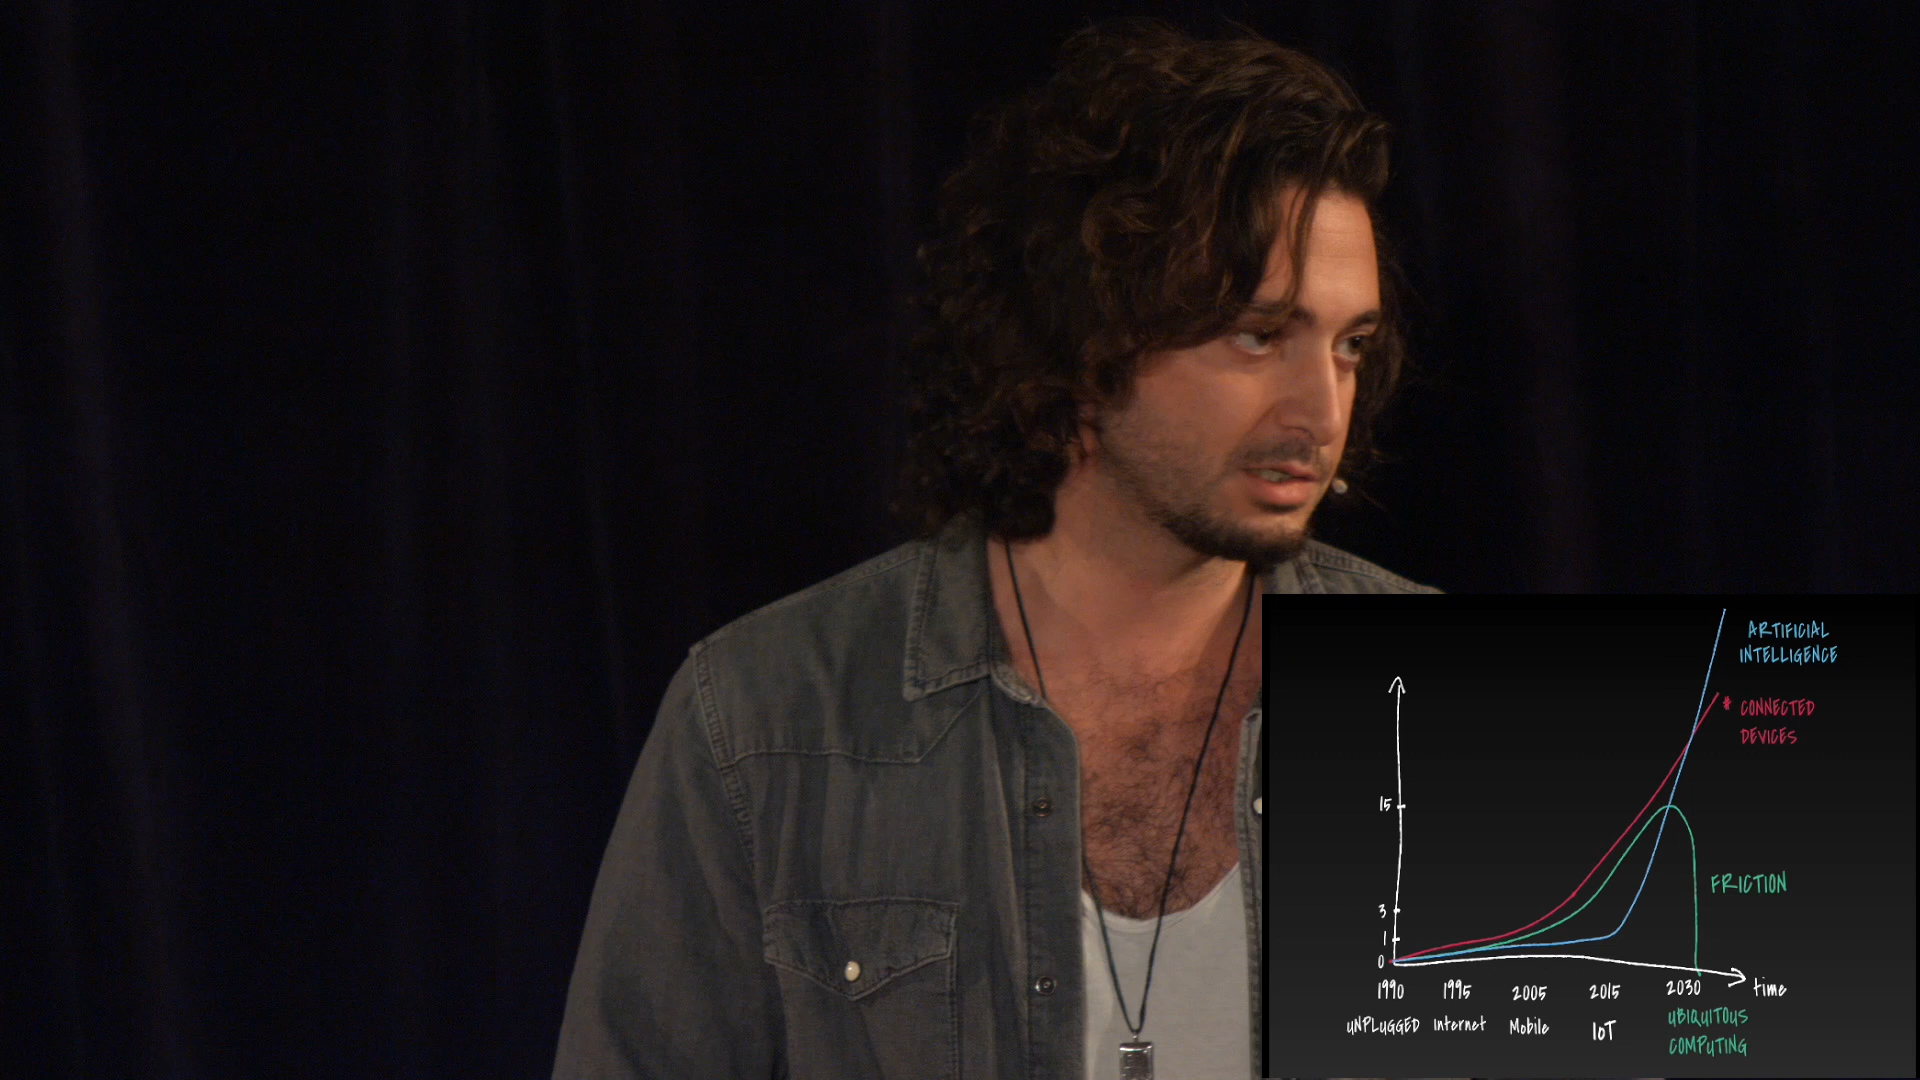 ARTIFICIAL
INTELLIGENCE
# CONNECTED
DEVICES
15
FRICTION
3
1
0
1990 1995 2005 2015 2030 time
UNPLUGGED Internet Mobile IoT UBIQUITOUS
COMPUTING